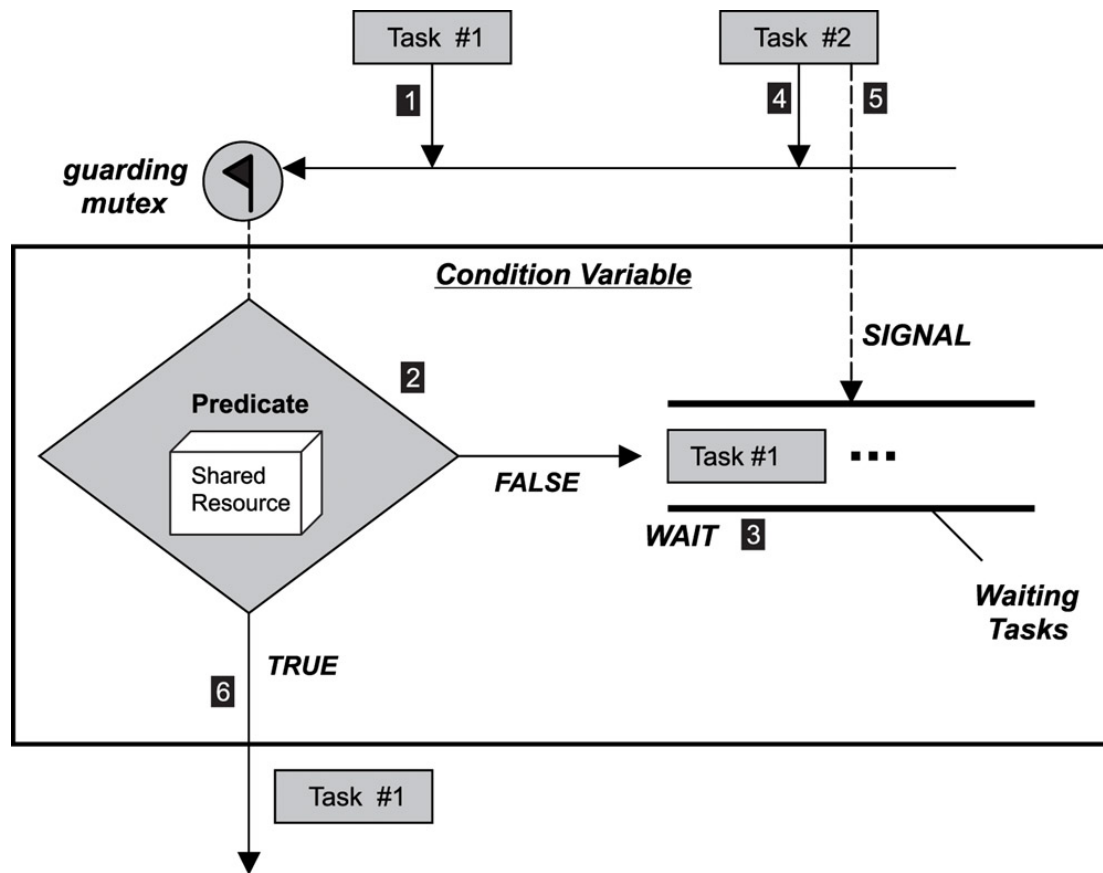 Task #1
Task #2
1
4
5
guarding
mutex
Condition Variable
2
SIGNAL
Predicate
Shared
Resource
Task #1
...
FALSE
WAIT 3
Waiting
Tasks
TRUE
6
Task #1